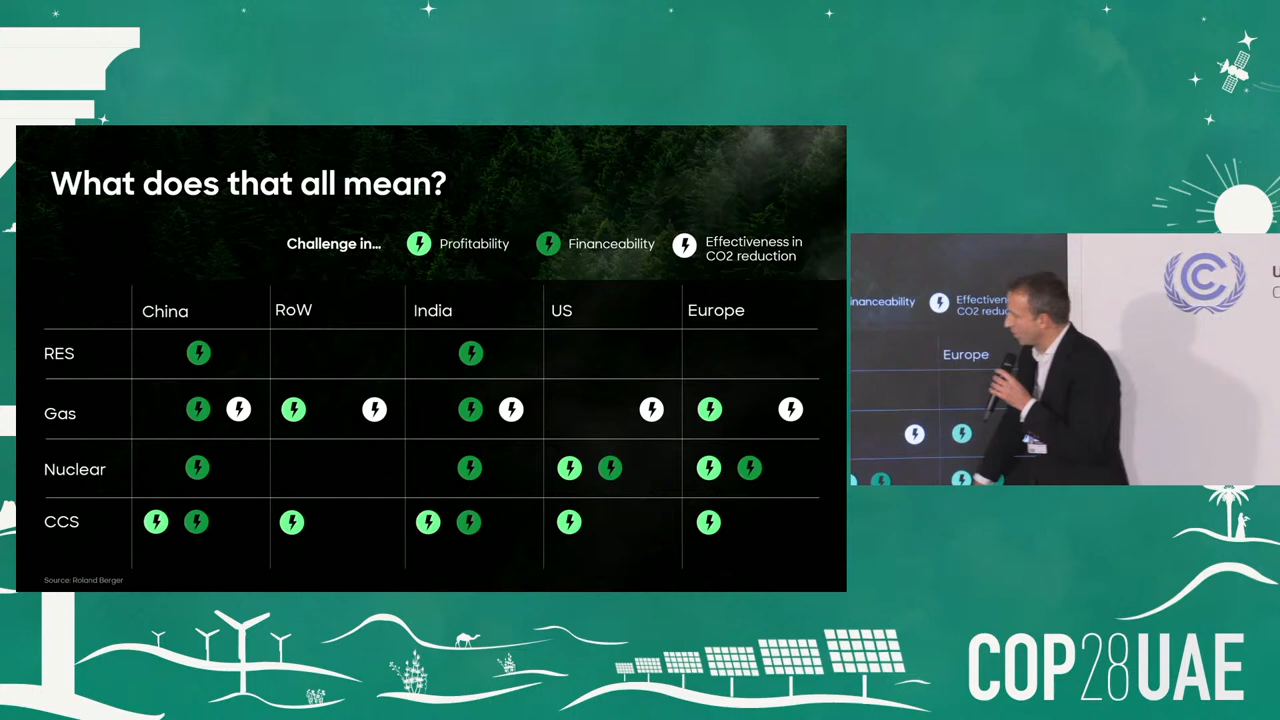 What does that all mean?
Challenge in...
Profitability
Financeability
Effectiveness in
CO2 reduction
China
RoW
India
US
Europe
RES
Gas
Nuclear
CCS
Source: Roland Berger
inanceability
Effectiven
CO2 reduc
Europe
U
C
COP28UAE